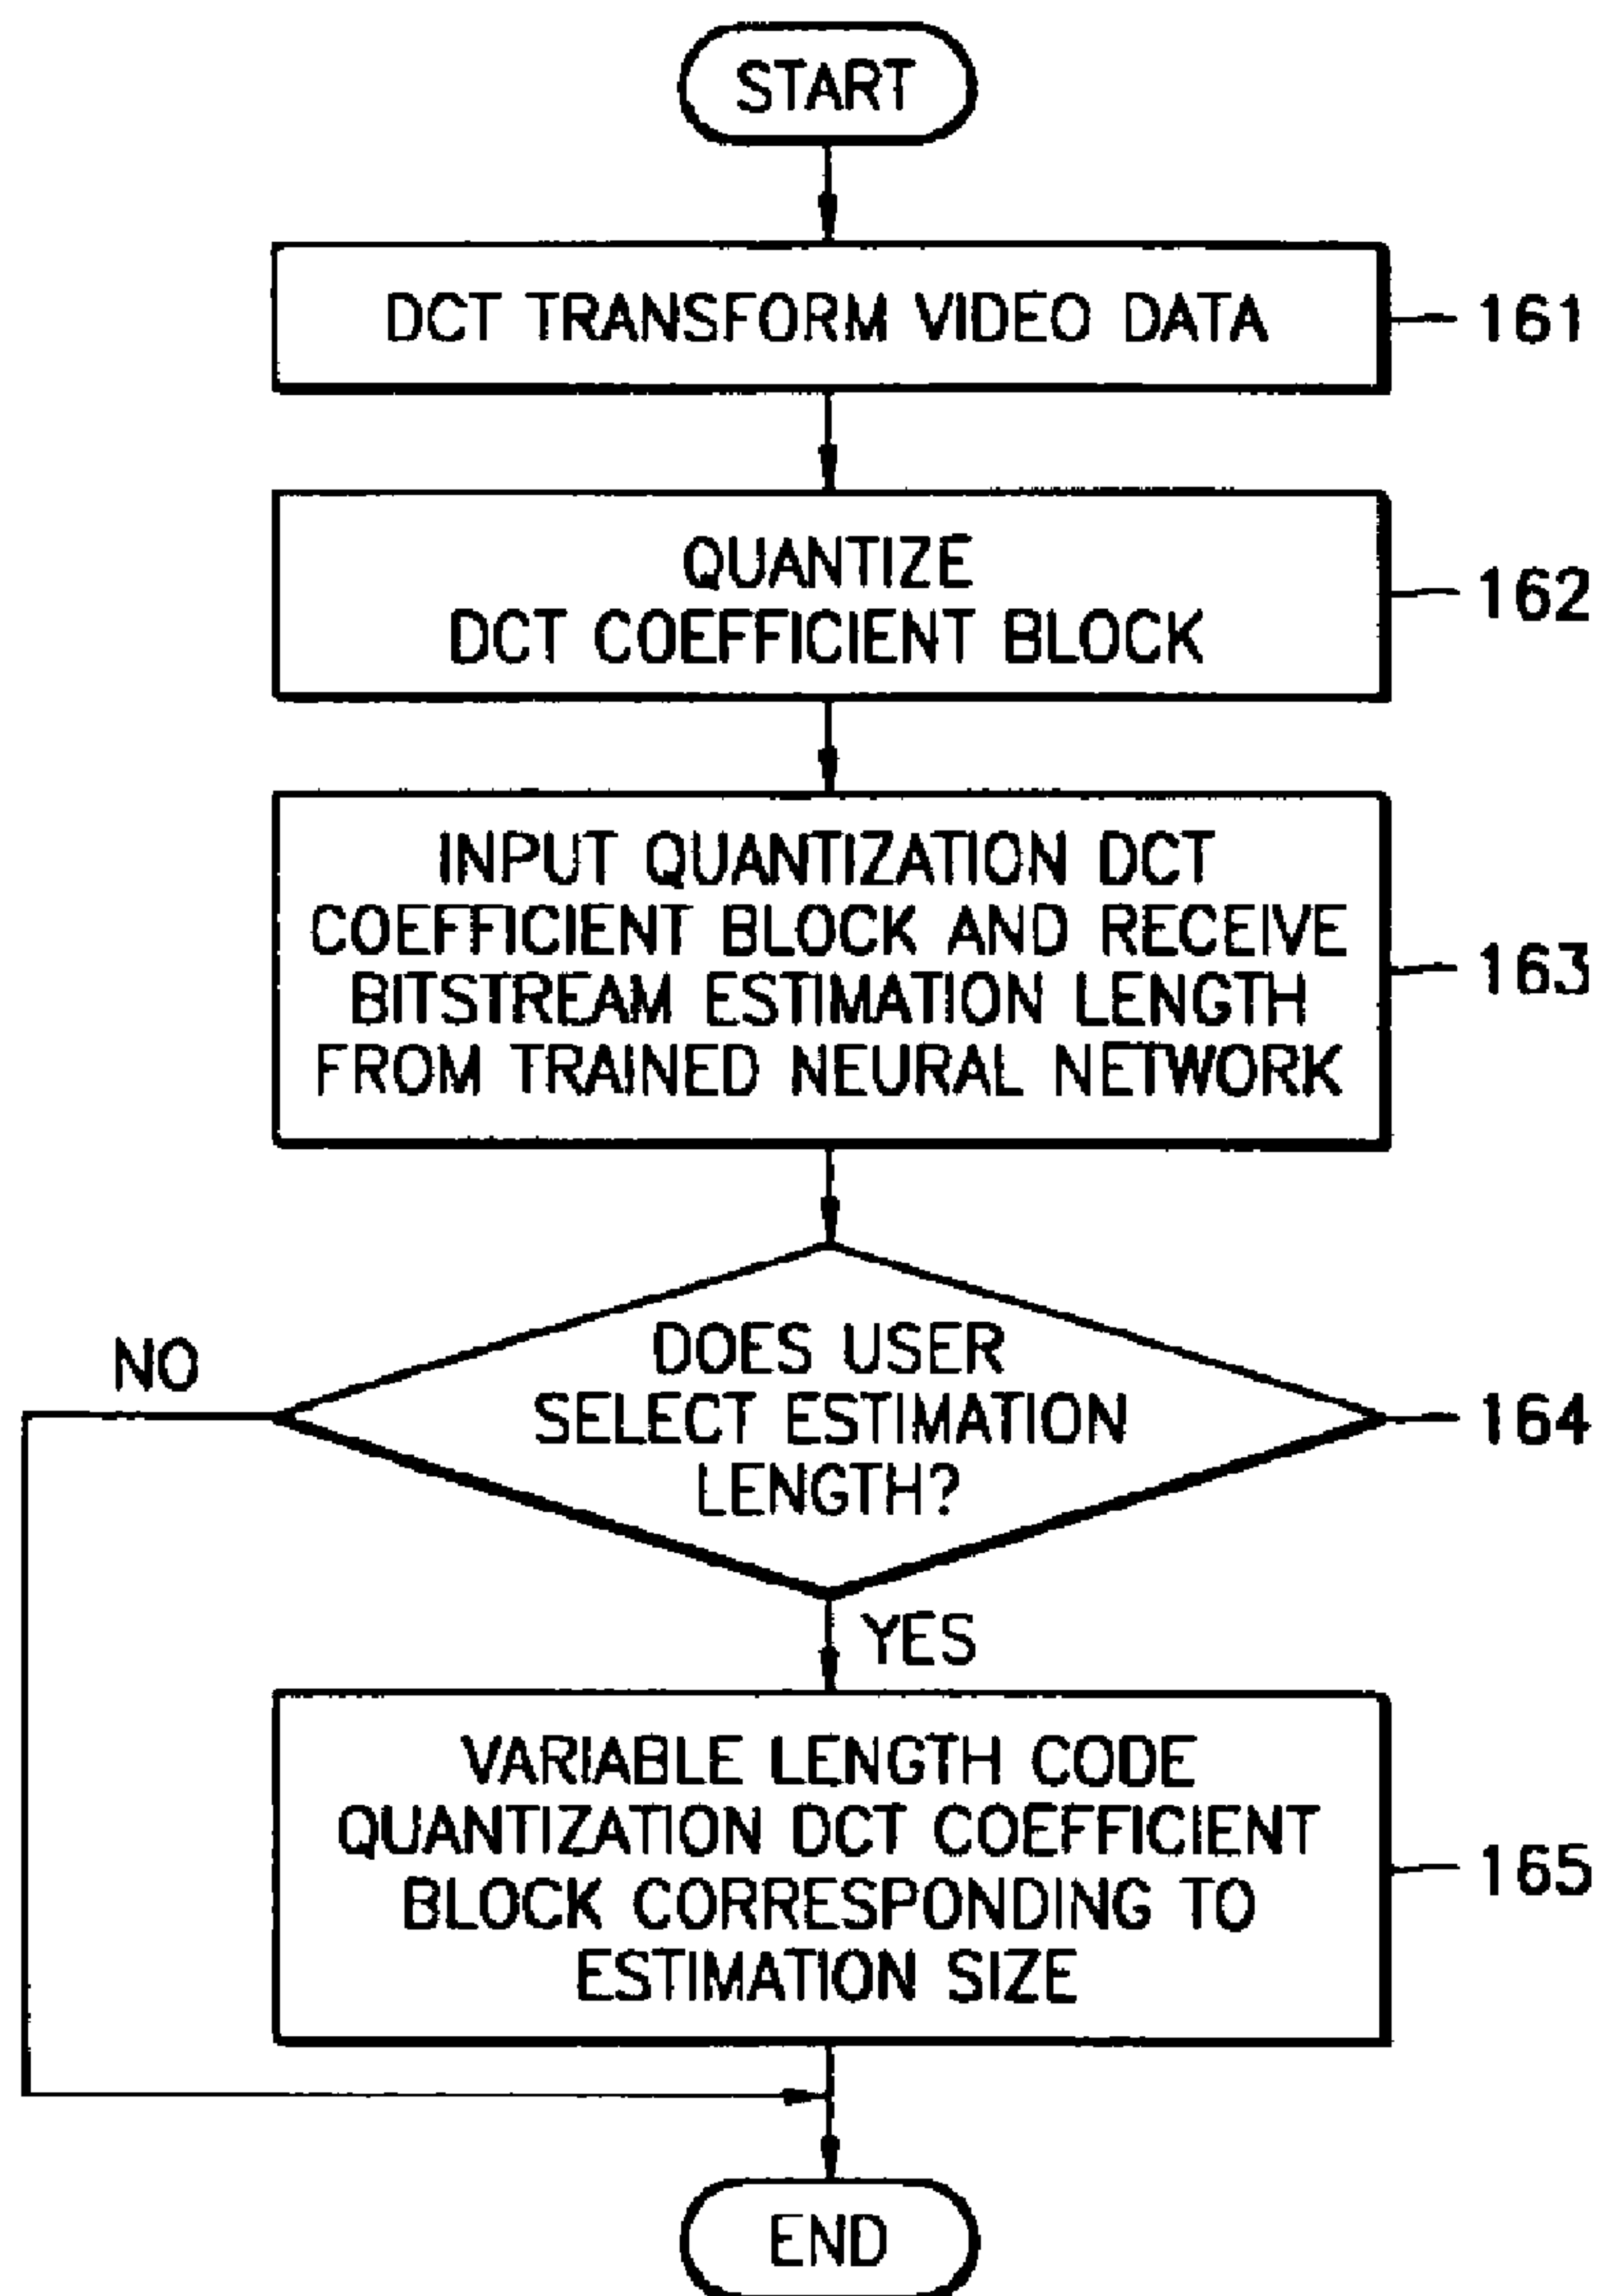 START
DCT TRANSFORM VIDEO DATA
161
QUANTIZE
DCT COEFFICIENT BLOCK
162
INPUT QUANTIZATION DCT
COEFFICIENT BLOCK AND RECEIVE
BITSTREAM ESTIMATION LENGTH
FROM TRAINED NEURAL NETWORK
163
DOES USER
SELECT ESTIMATION
LENGTH?
164
NO
YES
VARIABLE LENGTH CODE
QUANTIZATION DCT COEFFICIENT
BLOCK CORRESPONDING TO
ESTIMATION SIZE
165
END